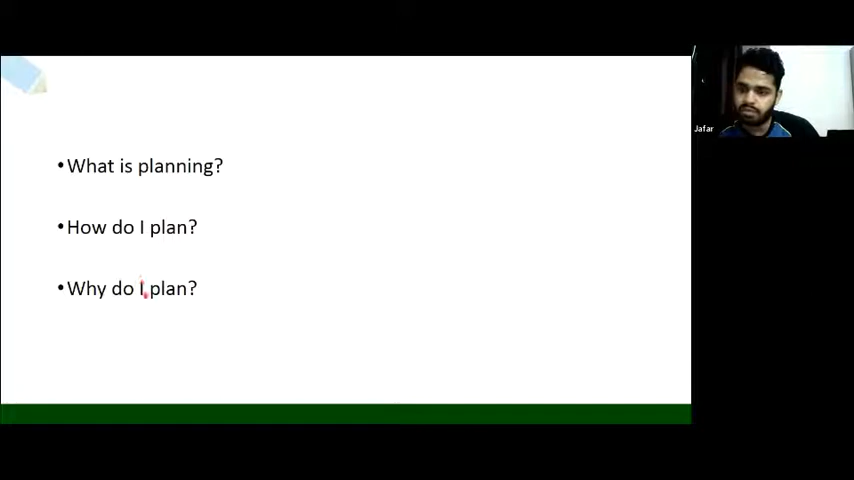 •What is planning?
•How do I plan?
•Why do I plan?
Jafar